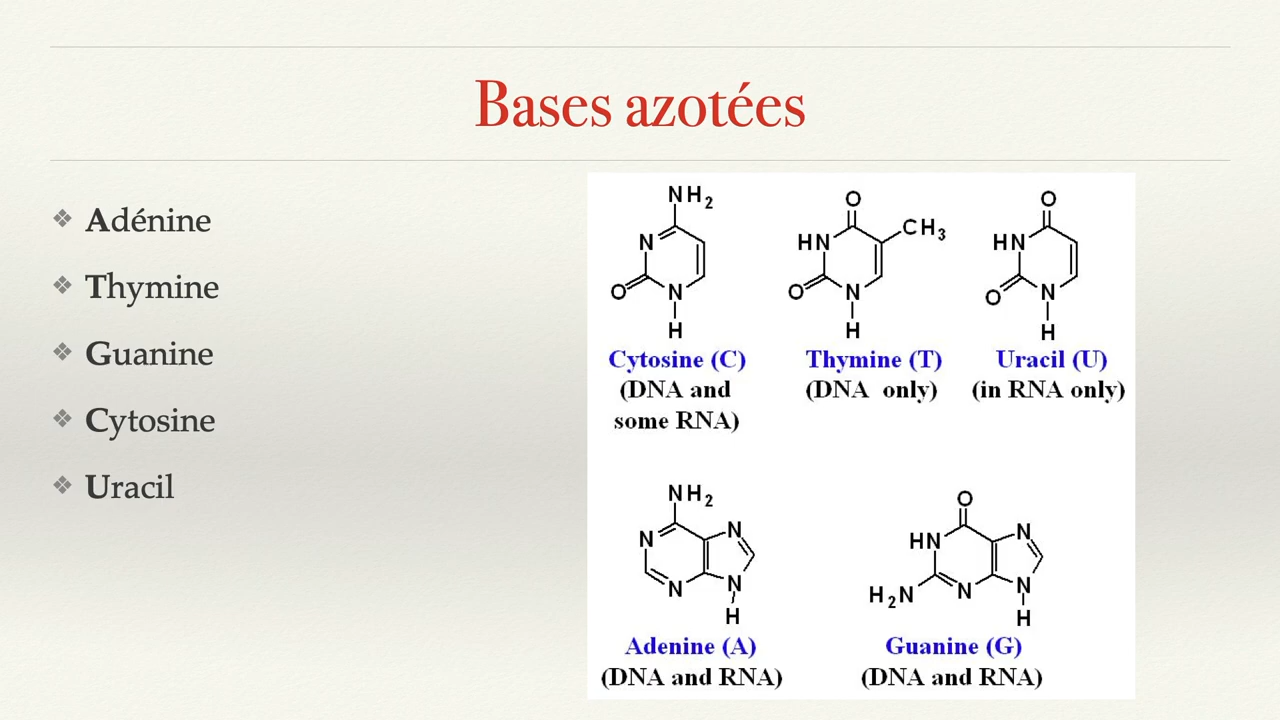 Bases azotées
❖ Adénine
❖ Thymine
❖ Guanine
❖ Cytosine
❖ Uracil
NH2
N
O
N
H
Cytosine (C)
(DNA and
some RNA)
O
HN
CH3
O
N
H
Thymine (T)
(DNA only)
O
HN
O
N
H
Uracil (U)
(in RNA only)
NH2
N
N
N
N
H
Adenine (A)
(DNA and RNA)
O
HN
N
H2N
N
N
H
Guanine (G)
(DNA and RNA)